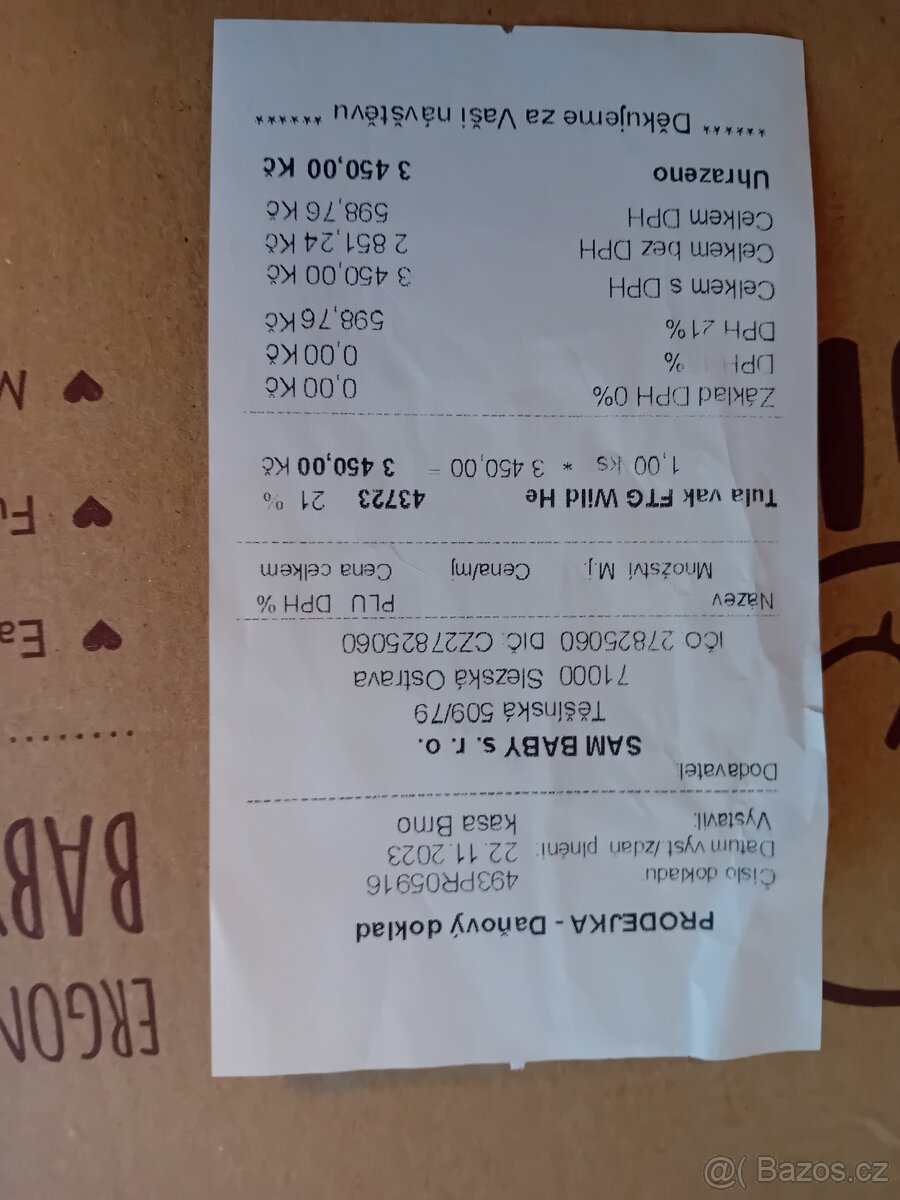 PRODEJKA - Daňový doklad
Číslo dokladu: 493PR05916
Datum vyst./zdaň plnění: 22.11.2023
Vystavil: kasa Brno
Dodavatel:
SAM BABY s. r. o.
Těšínská 509/79
71000 Slezská Ostrava
IČO: 27825060 DIČ: CZ27825060
Název PLU DPH %
Množství M.j. Cena/mj Cena celkem
Tula vak FTG Wild He 43723 21 %
1,00 ks * 3 450,00 = 3 450,00 Kč
Základ DPH 0% 0,00 Kč
DPH % 0,00 Kč
DPH 21% 598,76 Kč
Celkem s DPH 3 450,00 Kč
Celkem bez DPH 2 851,24 Kč
Celkem DPH 598,76 Kč
Uhrazeno 3 450,00 Kč
****** Děkujeme za Vaši návštěvu ******
ERGON
BABY
Ea
Fu
M
@( Bazos.cz